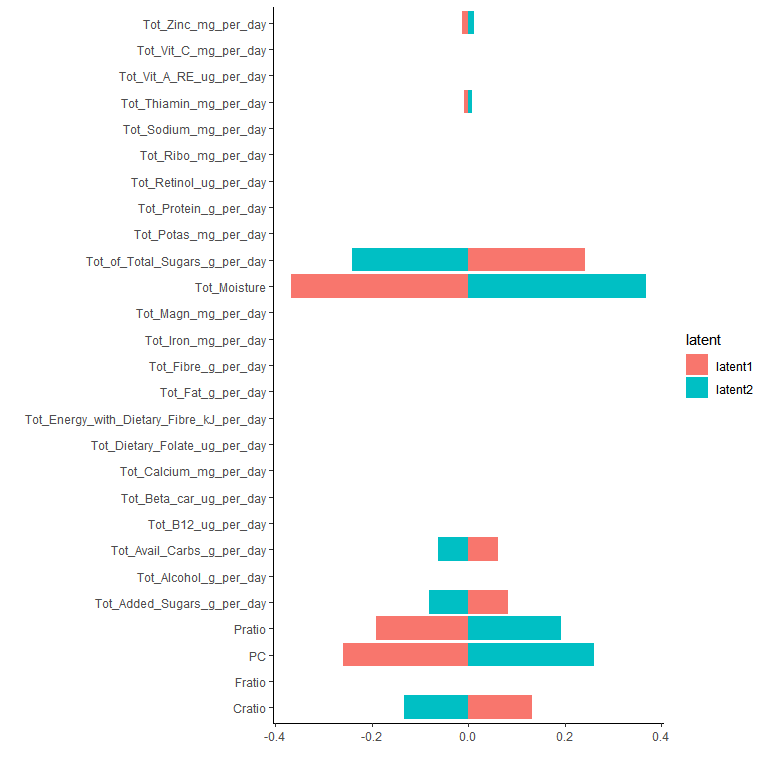 Tot_Zinc_mg_per_day
Tot_Vit_C_mg_per_day
Tot_Vit_A_RE_ug_per_day
Tot_Thiamin_mg_per_day
Tot_Sodium_mg_per_day
Tot_Ribo_mg_per_day
Tot_Retinol_ug_per_day
Tot_Protein_g_per_day
Tot_Potas_mg_per_day
Tot_of_Total_Sugars_g_per_day
Tot_Moisture
Tot_Magn_mg_per_day
Tot_Iron_mg_per_day
Tot_Fibre_g_per_day
Tot_Fat_g_per_day
Tot_Energy_with_Dietary_Fibre_kJ_per_day
Tot_Dietary_Folate_ug_per_day
Tot_Calcium_mg_per_day
Tot_Beta_car_ug_per_day
Tot_B12_ug_per_day
Tot_Avail_Carbs_g_per_day
Tot_Alcohol_g_per_day
Tot_Added_Sugars_g_per_day
Pratio
PC
Fratio
Cratio
-0.4 -0.2 0.0 0.2 0.4
latent
latent1
latent2